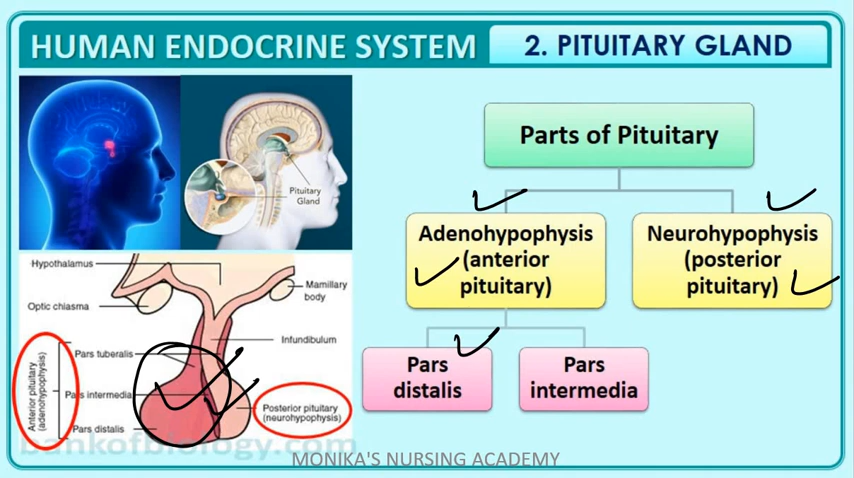 HUMAN ENDOCRINE SYSTEM
2. PITUITARY GLAND
Pituitary
Gland
Hypothalamus
Mamillary
body
Optic chiasma
Infundibulum
Pars tuberalis
Pars intermedia
Pars distalis
Anterior pituitary
(adenohypophysis)
Posterior pituitary
(neurohypophysis)
bankofbiology.com
Parts of Pituitary
Adenohypophysis
(anterior
pituitary)
Neurohypophysis
(posterior
pituitary)
Pars
distalis
Pars
intermedia
MONIKA'S NURSING ACADEMY